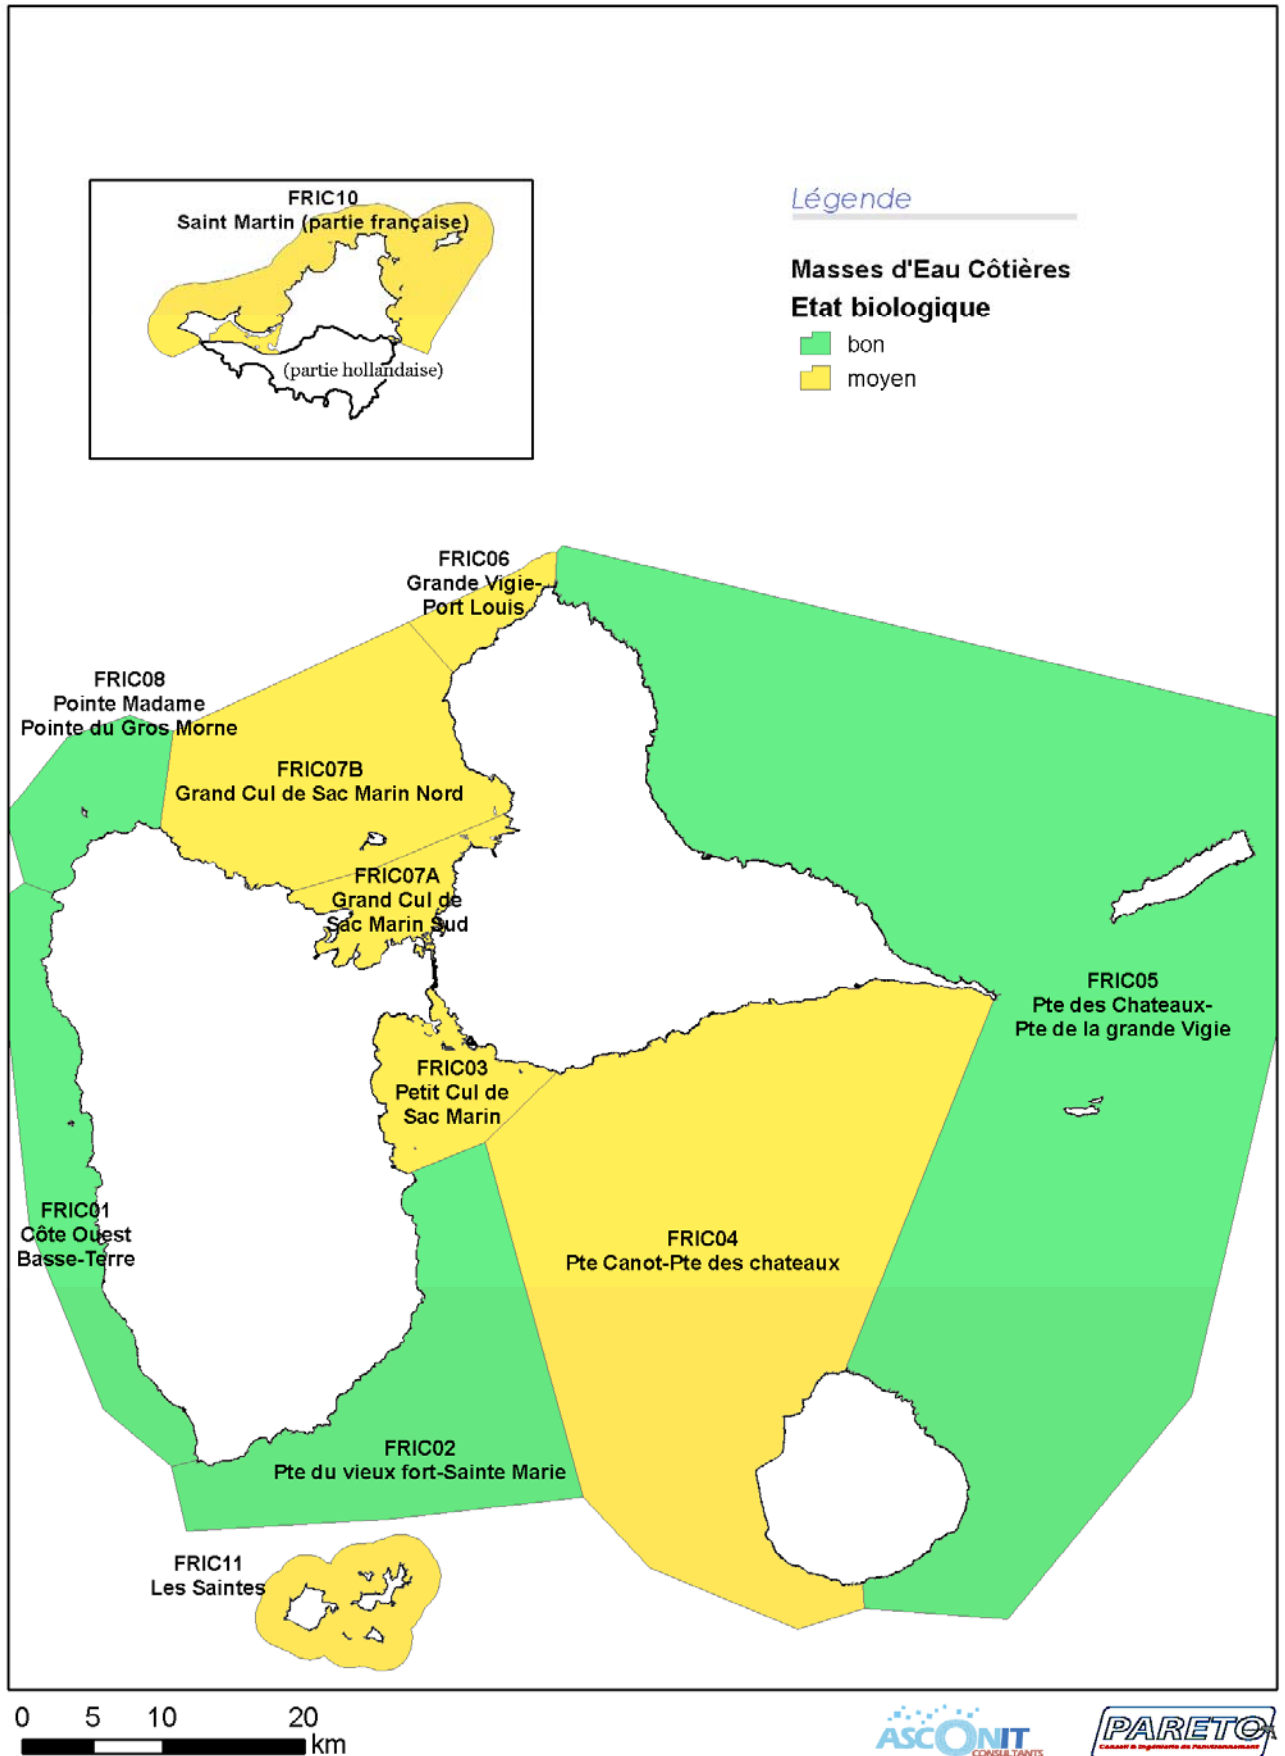 FRIC10
Saint Martin (partie française)
(partie hollandaise)
Légende
Masses d'Eau Côtières
Etat biologique
bon
moyen
FRIC06
Grande Vigie-
Port Louis
FRIC08
Pointe Madame
Pointe du Gros Morne
FRIC07B
Grand Cul de Sac Marin Nord
FRIC07A
Grand Cul de
Sac Marin Sud
FRIC05
Pte des Chateaux-
Pte de la grande Vigie
FRIC03
Petit Cul de
Sac Marin
FRIC01
Côte Ouest
Basse-Terre
FRIC04
Pte Canot-Pte des chateaux
FRIC02
Pte du vieux fort-Sainte Marie
FRIC11
Les Saintes
0 5 10 20
km
ASCONIT
CONSULTANTS
PARETO
Conseil & Ingénierie de l'environnement